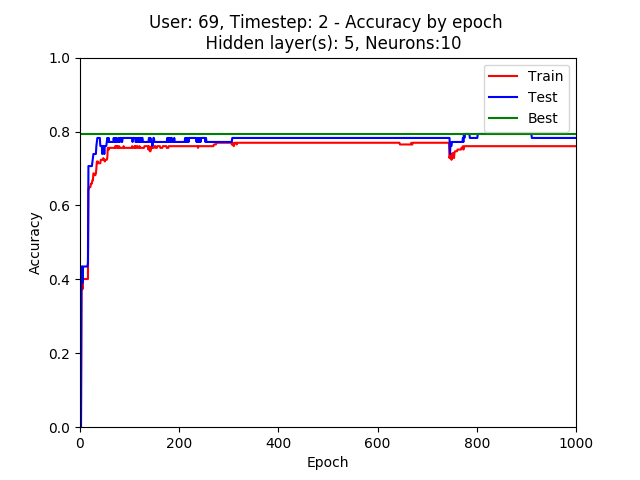 User: 69, Timestep: 2 - Accuracy by epoch
Hidden layer(s): 5, Neurons:10
1.0
Train
Test
Best
0.8
0.6
Accuracy
0.4
0.2
0.0
0 200 400 600 800 1000
Epoch